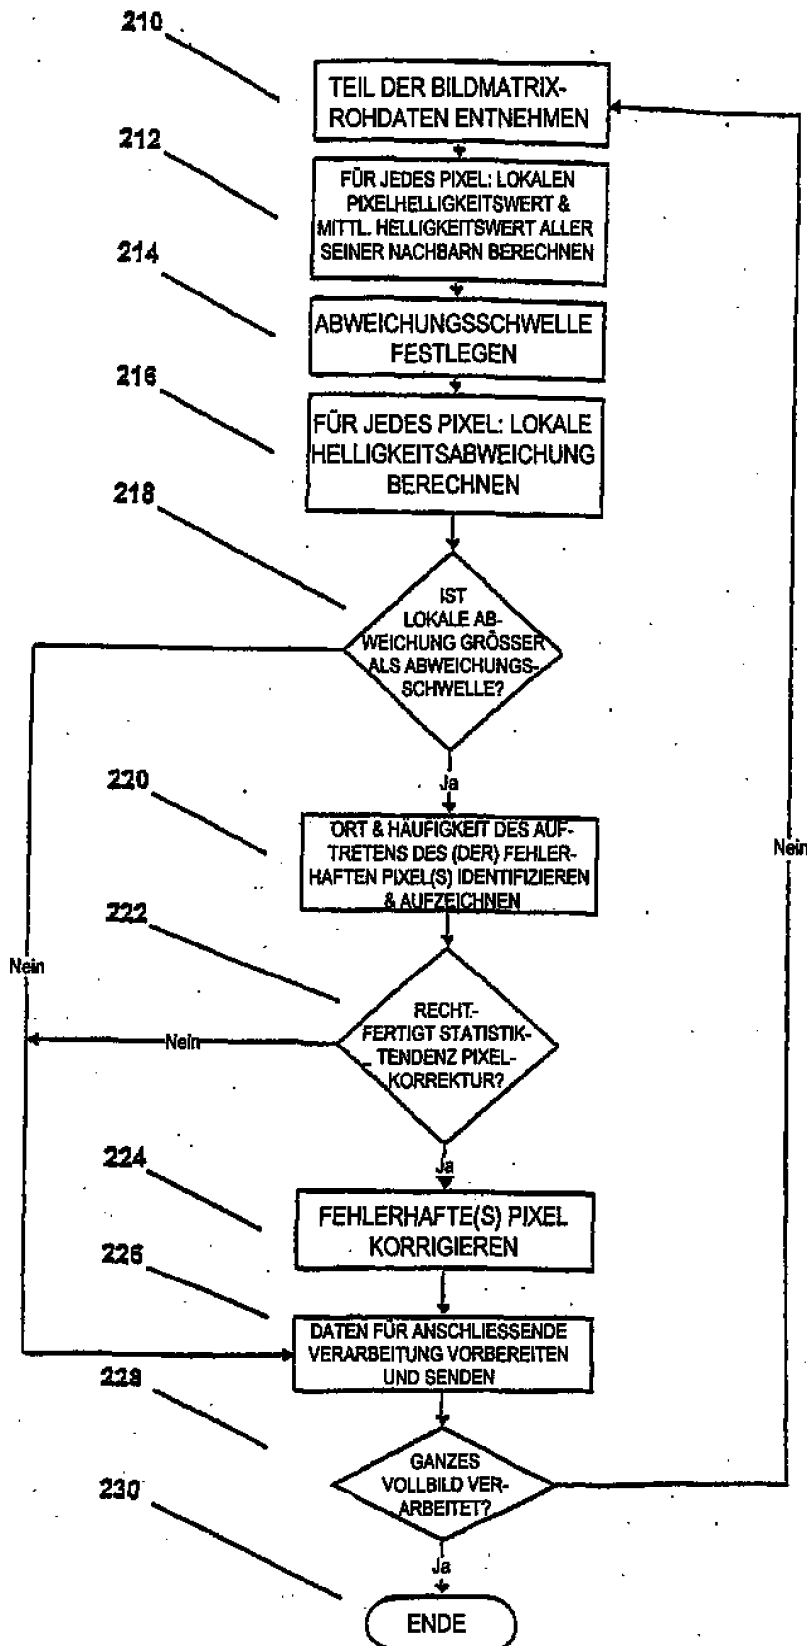 210
TEIL DER BILDMATRIX-
ROHDATEN ENTNEHMEN
212
FÜR JEDES PIXEL: LOKALEN
PIXELHELLIGKEITSWERT &
MITTL. HELLIGKEITSWERT ALLER
SEINER NACHBARN BERECHNEN
214
ABWEICHUNGSSCHWELLE
FESTLEGEN
216
FÜR JEDES PIXEL: LOKALE
HELLIGKEITSABWEICHUNG
BERECHNEN
218
IST
LOKALE AB-
WEICHUNG GRÖSSER
ALS ABWEICHUNGS-
SCHWELLE?
Ja
220
ORT & HÄUFIGKEIT DES AUF-
TRETENS DES (DER) FEHLER-
HAFTEN PIXEL(S) IDENTIFIZIEREN
& AUFZEICHNEN
Nein
222
Nein
RECHT-
FERTIGT STATISTIK-
TENDENZ PIXEL-
KORREKTUR?
Nein
Ja
224
FEHLERHAFTE(S) PIXEL
KORRIGIEREN
226
DATEN FÜR ANSCHLIESSENDE
VERARBEITUNG VORBEREITEN
UND SENDEN
228
GANZES
VOLLBILD VER-
ARBEITET?
230
Ja
ENDE